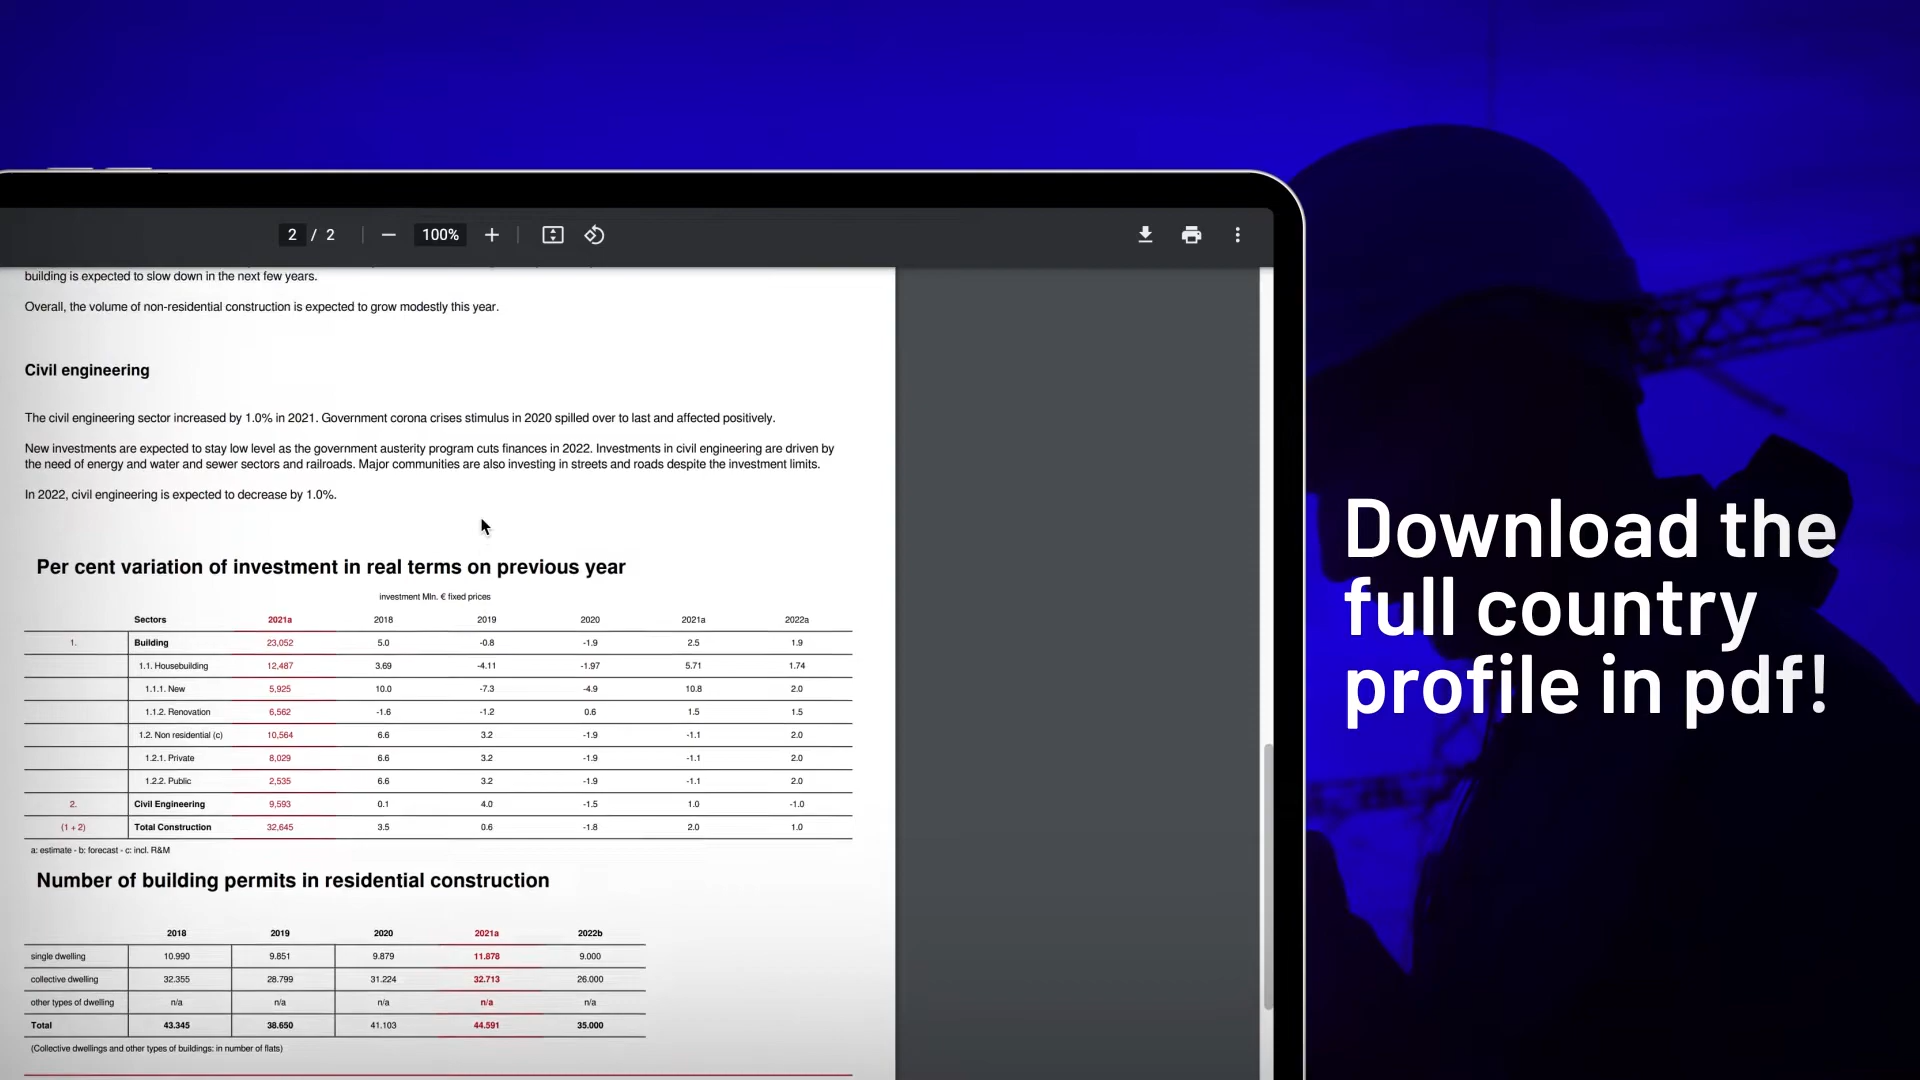 2 / 2
100%
building is expected to slow down in the next few years.
Overall, the volume of non-residential construction is expected to grow modestly this year.
Civil engineering
The civil engineering sector increased by 1.0% in 2021. Government corona crises stimulus in 2020 spilled over to last and affected positively.
New investments are expected to stay low level as the government austerity program cuts finances in 2022. Investments in civil engineering are driven by
the need of energy and water and sewer sectors and railroads. Major communities are also investing in streets and roads despite the investment limits.
In 2022, civil engineering is expected to decrease by 1.0%.
Per cent variation of investment in real terms on previous year
investment Mln. € fixed prices
Sectors 2021a 2018 2019 2020 2021a 2022a
1. Building 23,052 5.0 -0.8 -1.9 2.5 1.9
1.1. Housebuilding 12,487 3.69 -4.11 -1.97 5.71 1.74
1.1.1. New 5,925 10.0 -7.3 -4.9 10.8 2.0
1.1.2. Renovation 6,562 -1.6 -1.2 0.6 1.5 1.5
1.2. Non residential (c) 10,564 6.6 3.2 -1.9 -1.1 2.0
1.2.1. Private 8,029 6.6 3.2 -1.9 -1.1 2.0
1.2.2. Public 2,535 6.6 3.2 -1.9 -1.1 2.0
2. Civil Engineering 9,593 0.1 4.0 -1.5 1.0 -1.0
(1 + 2) Total Construction 32,645 3.5 0.6 -1.8 2.0 1.0
a: estimate - b: forecast - c: incl. R&M
Number of building permits in residential construction
2018 2019 2020 2021a 2022b
single dwelling 10.990 9.851 9.879 11.878 9.000
collective dwelling 32.355 28.799 31.224 32.713 26.000
other types of dwelling n/a n/a n/a n/a n/a
Total 43.345 38.650 41.103 44.591 35.000
(Collective dwellings and other types of buildings: in number of flats)
Download the
full country
profile in pdf!